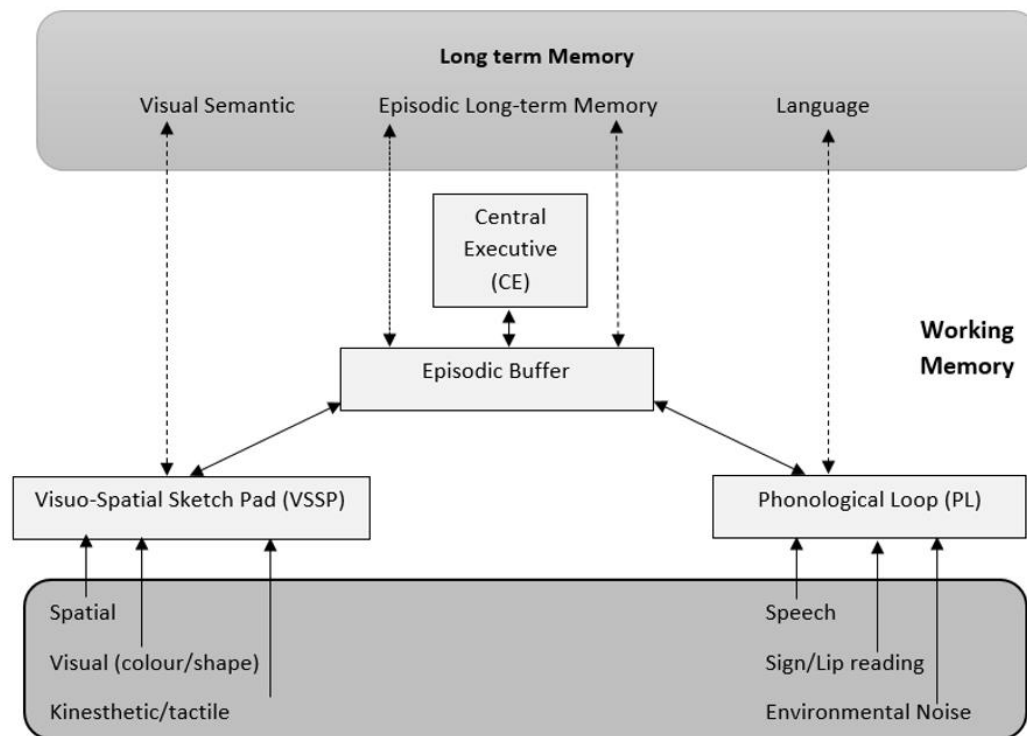 Long term Memory
Visual Semantic
Episodic Long-term Memory
Language
Central
Executive
(CE)
Working
Memory
Episodic Buffer
Visuo-Spatial Sketch Pad (VSSP)
Phonological Loop (PL)
Spatial
Visual (colour/shape)
Kinesthetic/tactile
Speech
Sign/Lip reading
Environmental Noise